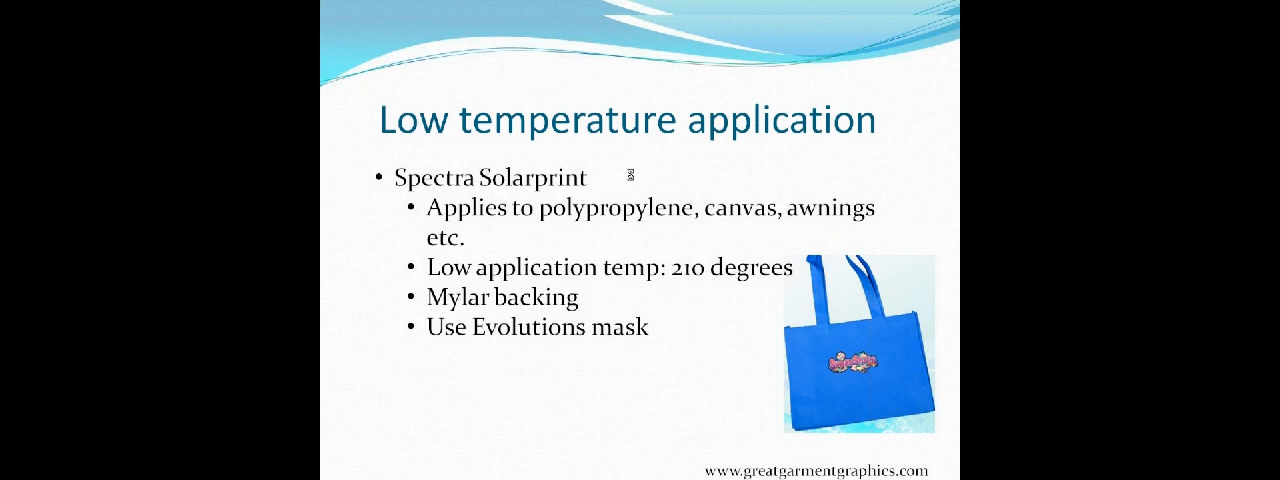 Low temperature application
• Spectra Solarprint
• Applies to polypropylene, canvas, awnings
etc.
• Low application temp: 210 degrees
• Mylar backing
• Use Evolutions mask
www.greatgarmentgraphics.com